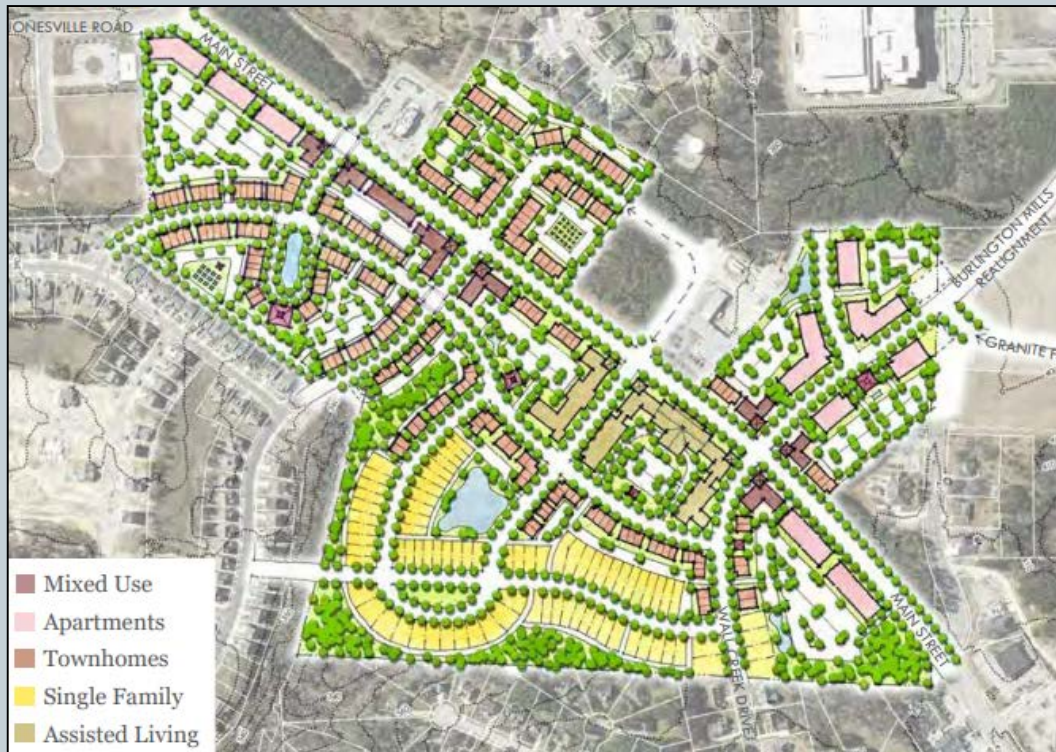 JONESVILLE ROAD
MAIN STREET
BURLINGTON MILLS
REALIGNMENT
GRANITE F
MAIN STREET
WALL CREEK DRIVE
Mixed Use
Apartments
Townhomes
Single Family
Assisted Living